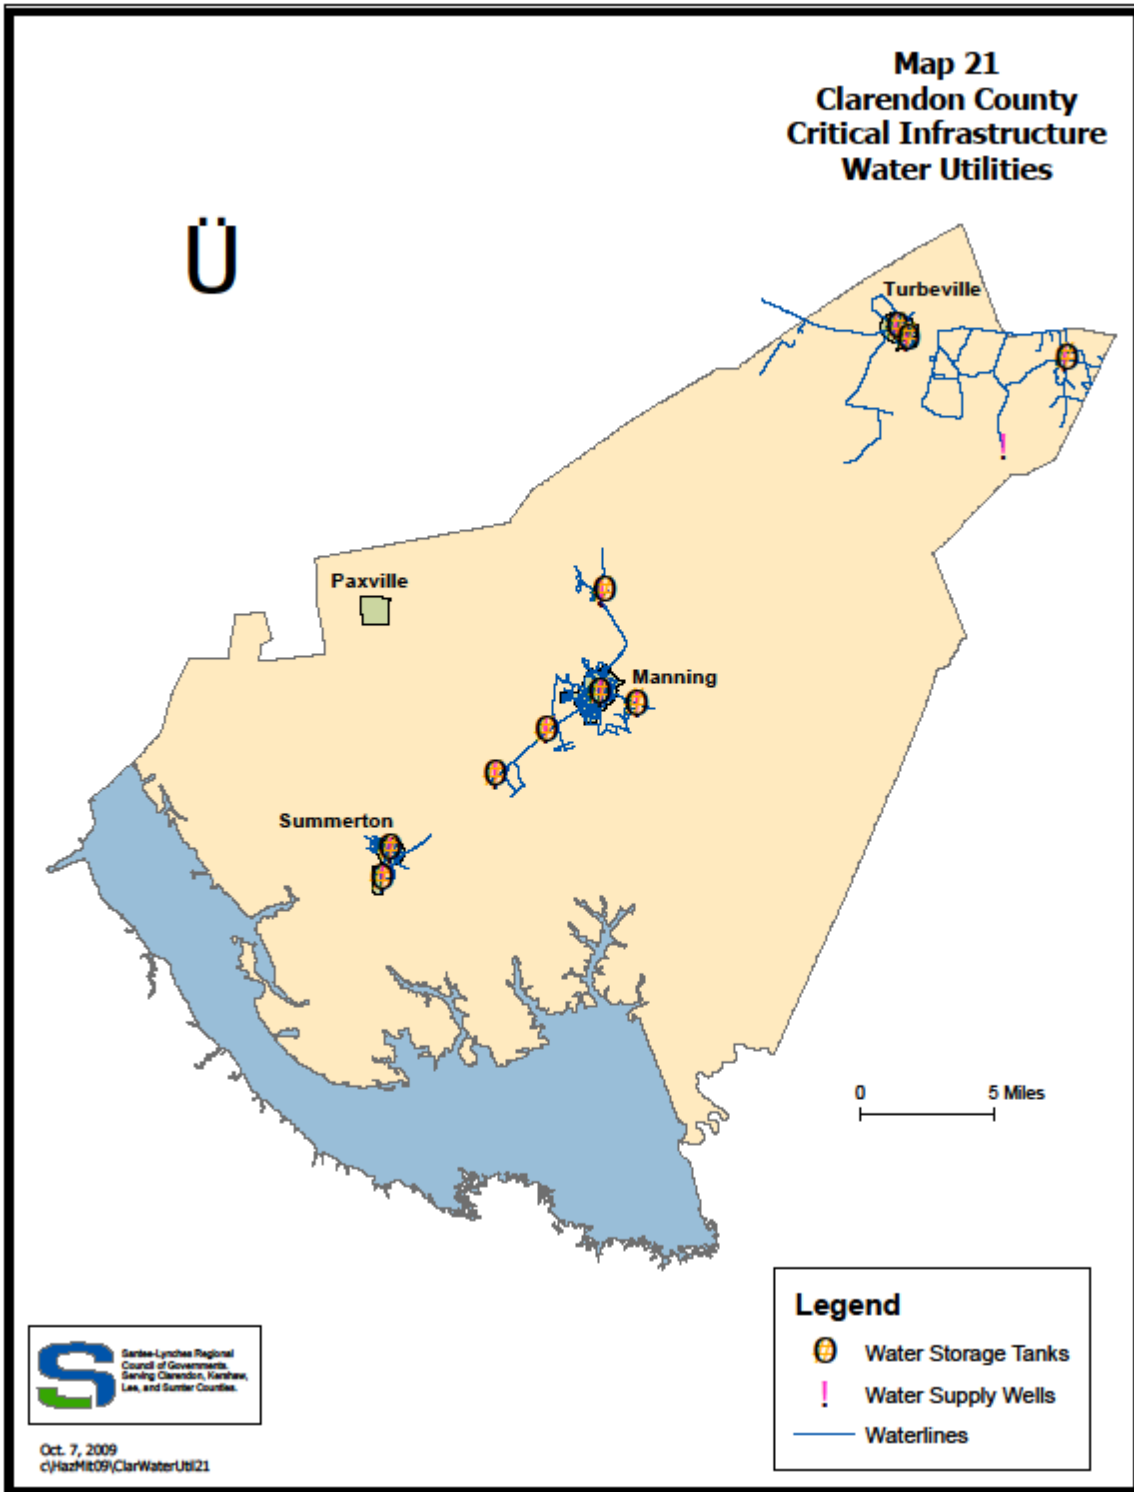 Map 21
Clarendon County
Critical Infrastructure
Water Utilities
Ü
Turbeville
Paxville
Manning
Summerton
0 5 Miles
Legend
Water Storage Tanks
! Water Supply Wells
Waterlines
Santee-Lynches Regional
Council of Governments.
Serving Clarendon, Kershaw,
Lee, and Sumter Counties.
Oct. 7, 2009
c\HazMit09\ClarWaterUtil21